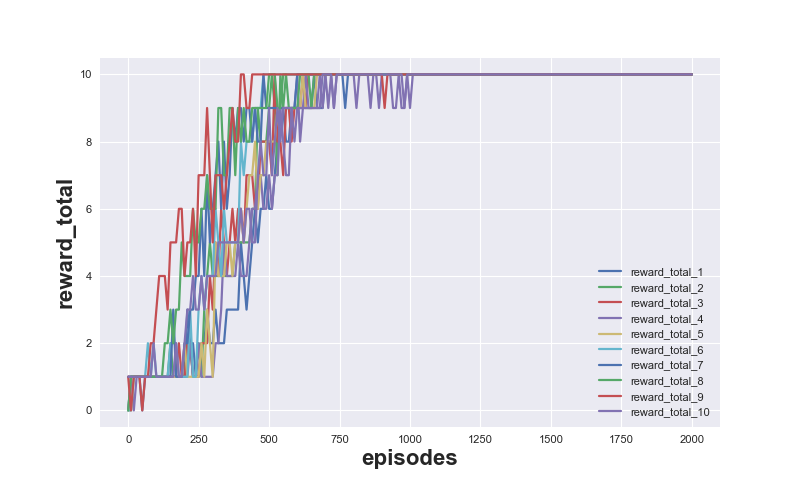 10
8
6
4
2
0
reward_total
reward_total_1
reward_total_2
reward_total_3
reward_total_4
reward_total_5
reward_total_6
reward_total_7
reward_total_8
reward_total_9
reward_total_10
0 250 500 750 1000 1250 1500 1750 2000
episodes